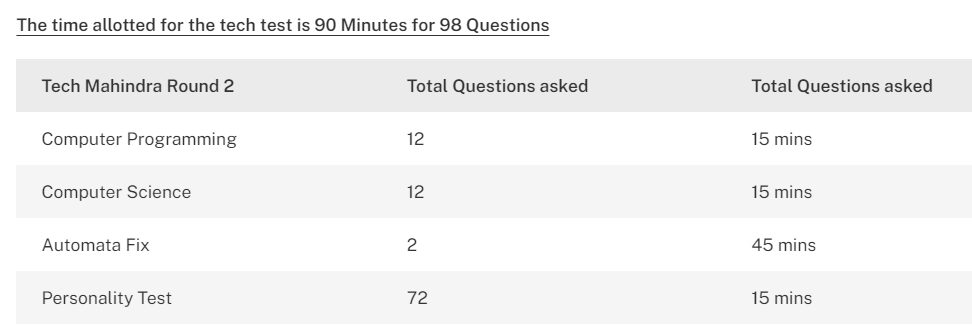 The time allotted for the tech test is 90 Minutes for 98 Questions
Tech Mahindra Round 2 Total Questions asked Total Questions asked
Computer Programming 12 15 mins
Computer Science 12 15 mins
Automata Fix 2 45 mins
Personality Test 72 15 mins